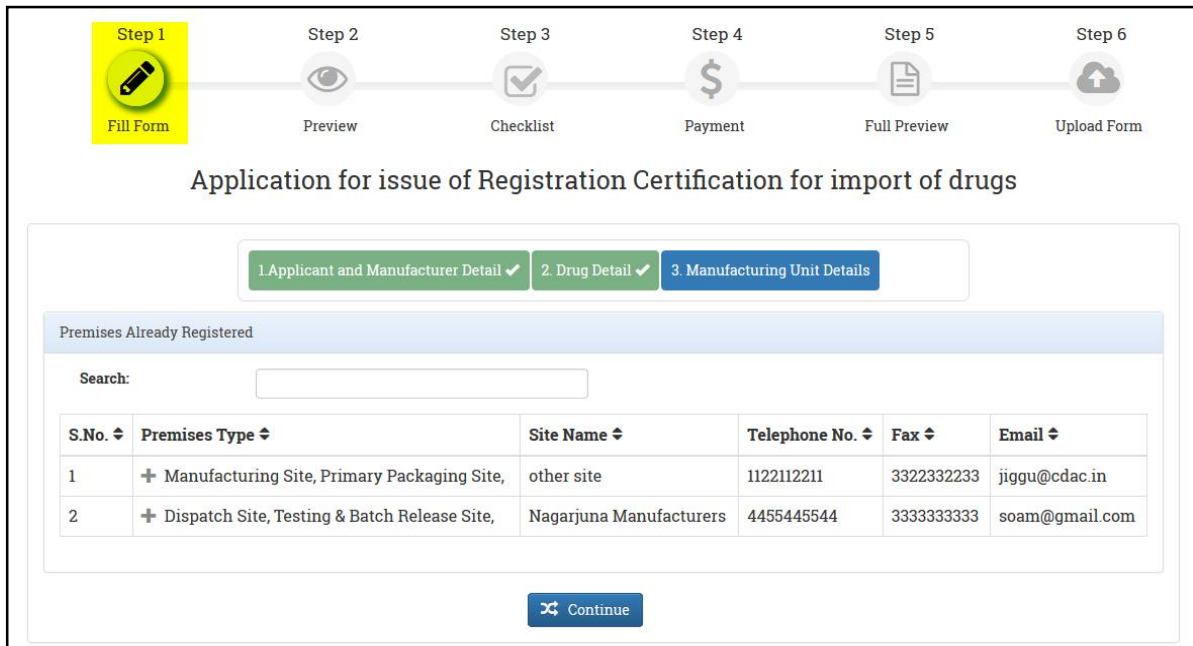 Step 1 Step 2 Step 3 Step 4 Step 5 Step 6
Fill Form Preview Checklist Payment Full Preview Upload Form
Application for issue of Registration Certification for import of drugs
1.Applicant and Manufacturer Detail ✔ 2. Drug Detail ✔ 3. Manufacturing Unit Details
Premises Already Registered
Search:
S.No. Premises Type Site Name Telephone No. Fax Email
1 Manufacturing Site, Primary Packaging Site, other site 1122112211 3322332233 jiggu@cdac.in
2 Dispatch Site, Testing & Batch Release Site, Nagarjuna Manufacturers 4455445544 3333333333 soam@gmail.com
Continue